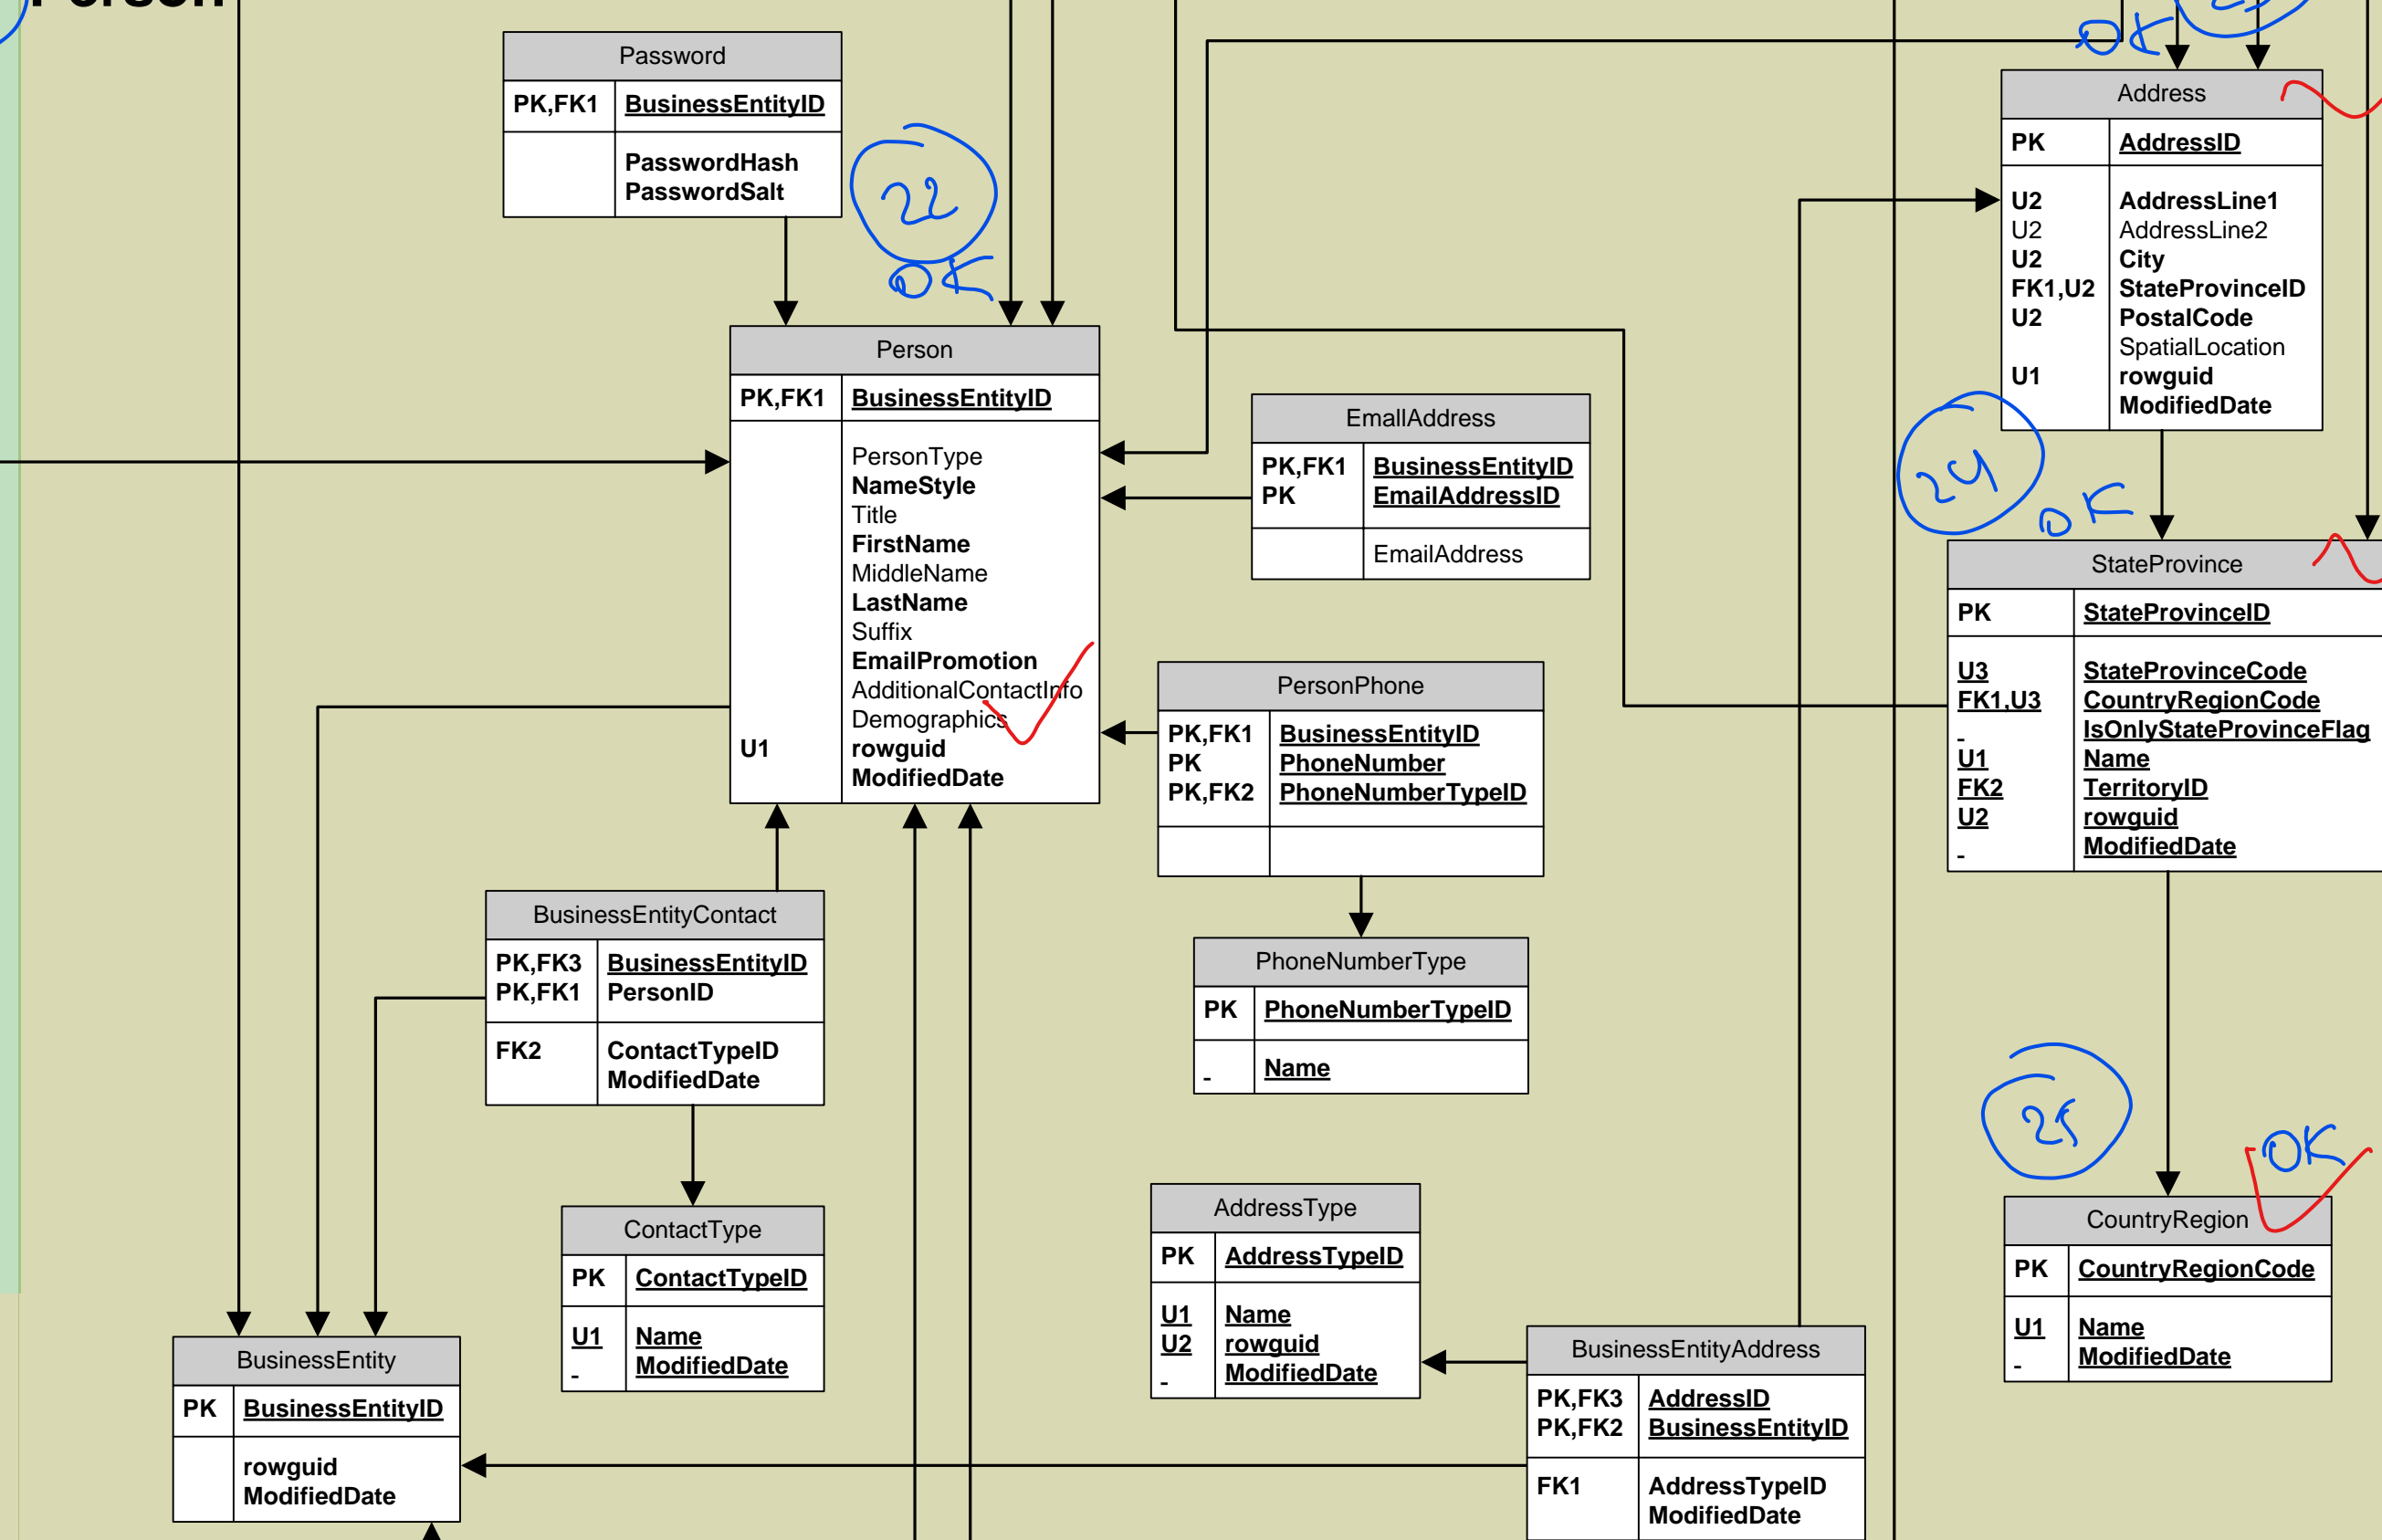 Person
Password
PK,FK1 BusinessEntityID
PasswordHash
PasswordSalt
22
OK
OK
Address
PK AddressID
U2 AddressLine1
U2 AddressLine2
U2 City
FK1,U2 StateProvinceID
U2 PostalCode
SpatialLocation
U1 rowguid
ModifiedDate
Person
PK,FK1 BusinessEntityID
PersonType
NameStyle
Title
FirstName
MiddleName
LastName
Suffix
EmailPromotion
AdditionalContactInfo
Demographics
U1 rowguid
ModifiedDate
EmallAddress
PK,FK1 BusinessEntityID
PK EmailAddressID
EmailAddress
24
OK
StateProvince
PK StateProvinceID
U3 StateProvinceCode
FK1,U3 CountryRegionCode
IsOnlyStateProvinceFlag
U1 Name
FK2 TerritoryID
U2 rowguid
ModifiedDate
PersonPhone
PK,FK1 BusinessEntityID
PK PhoneNumber
PK,FK2 PhoneNumberTypeID
BusinessEntityContact
PK,FK3 BusinessEntityID
PK,FK1 PersonID
FK2 ContactTypeID
ModifiedDate
PhoneNumberType
PK PhoneNumberTypeID
Name
25
OK
ContactType
PK ContactTypeID
U1 Name
ModifiedDate
AddressType
PK AddressTypeID
U1 Name
U2 rowguid
ModifiedDate
CountryRegion
PK CountryRegionCode
U1 Name
ModifiedDate
BusinessEntity
PK BusinessEntityID
rowguid
ModifiedDate
BusinessEntityAddress
PK,FK3 AddressID
PK,FK2 BusinessEntityID
FK1 AddressTypeID
ModifiedDate